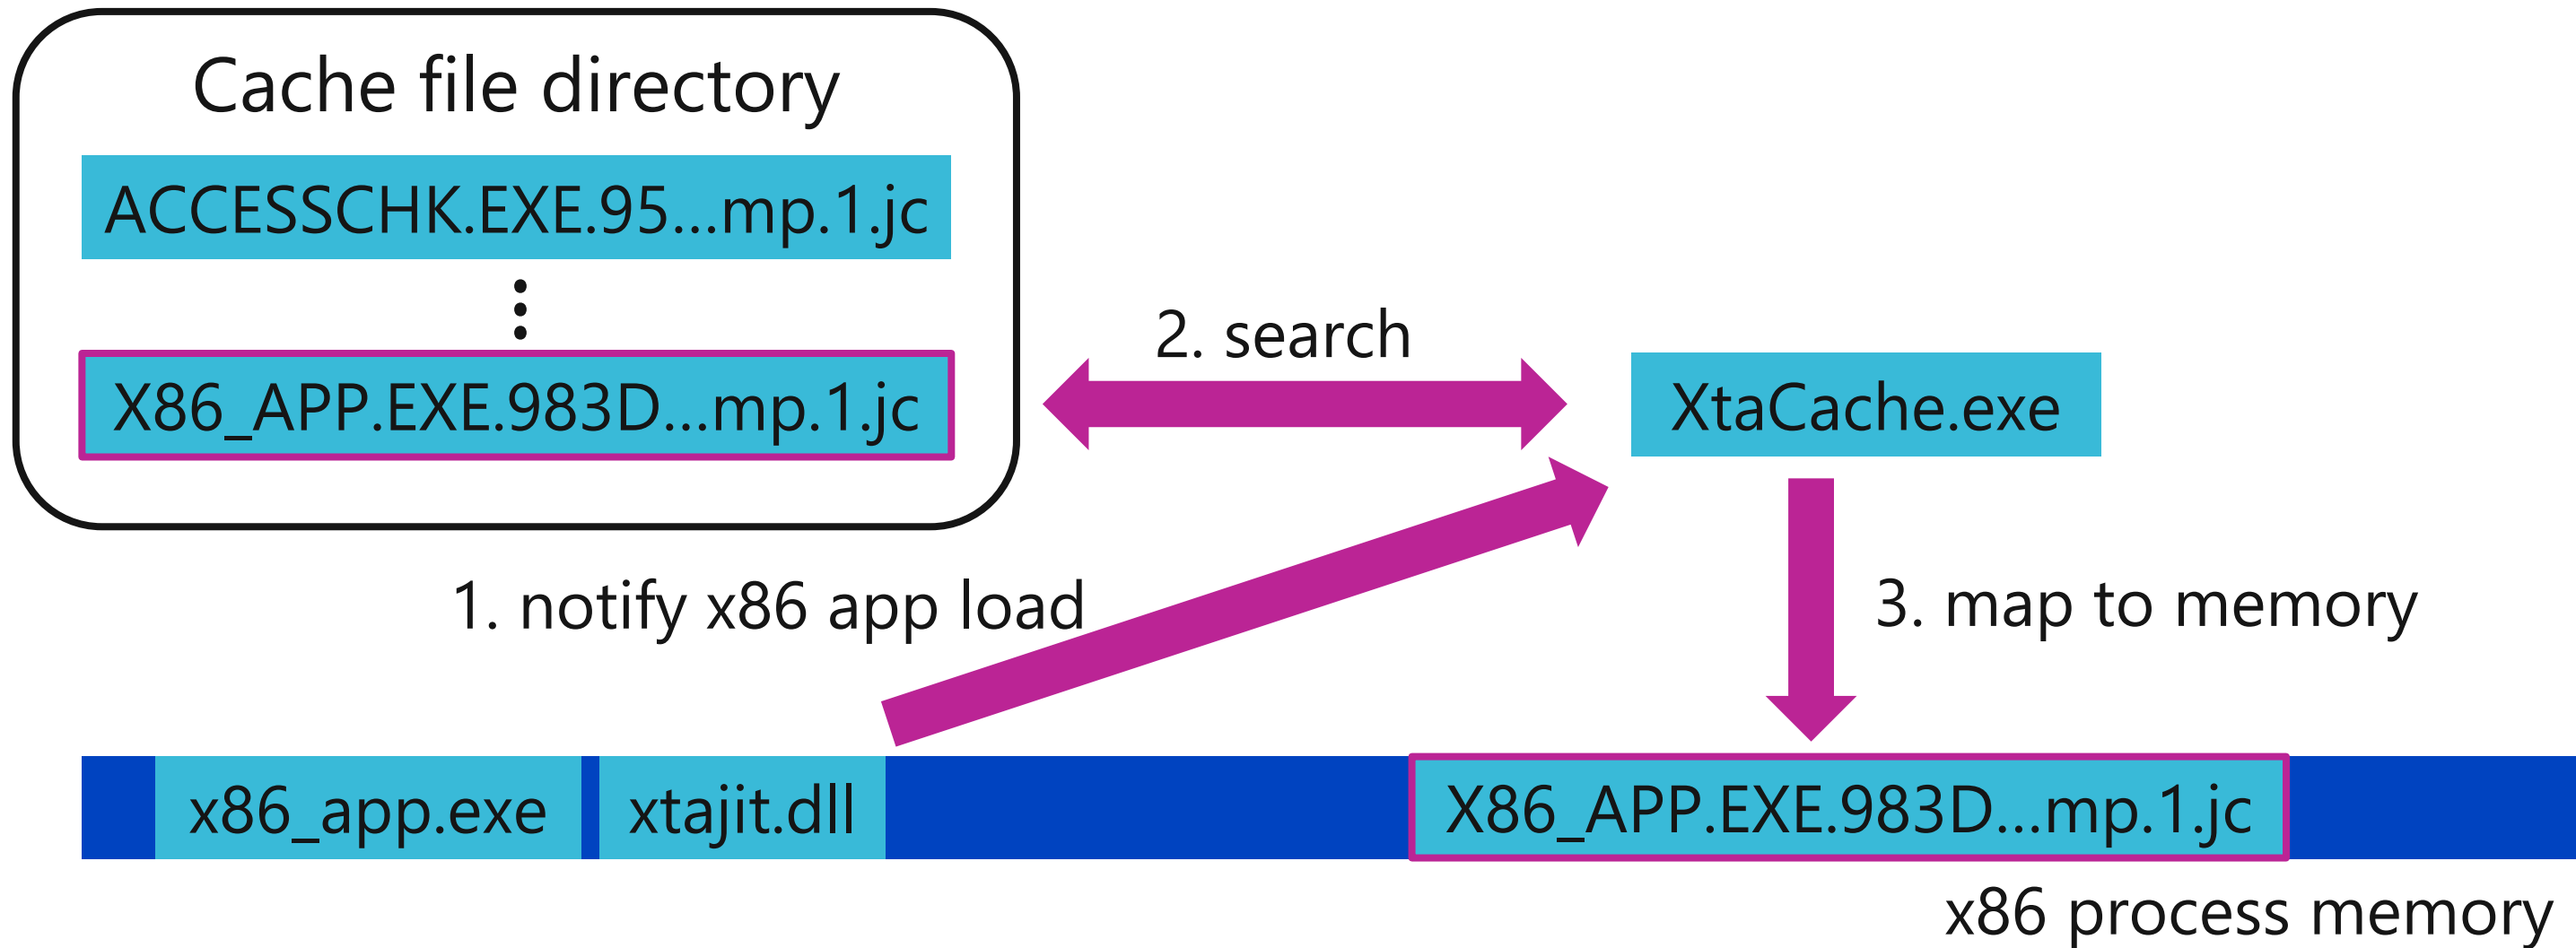 Cache file directory
ACCESSCHK.EXE.95...mp.1.jc
X86_APP.EXE.983D...mp.1.jc
2. search
XtaCache.exe
1. notify x86 app load
3. map to memory
x86_app.exe
xtajit.dll
X86_APP.EXE.983D...mp.1.jc
x86 process memory